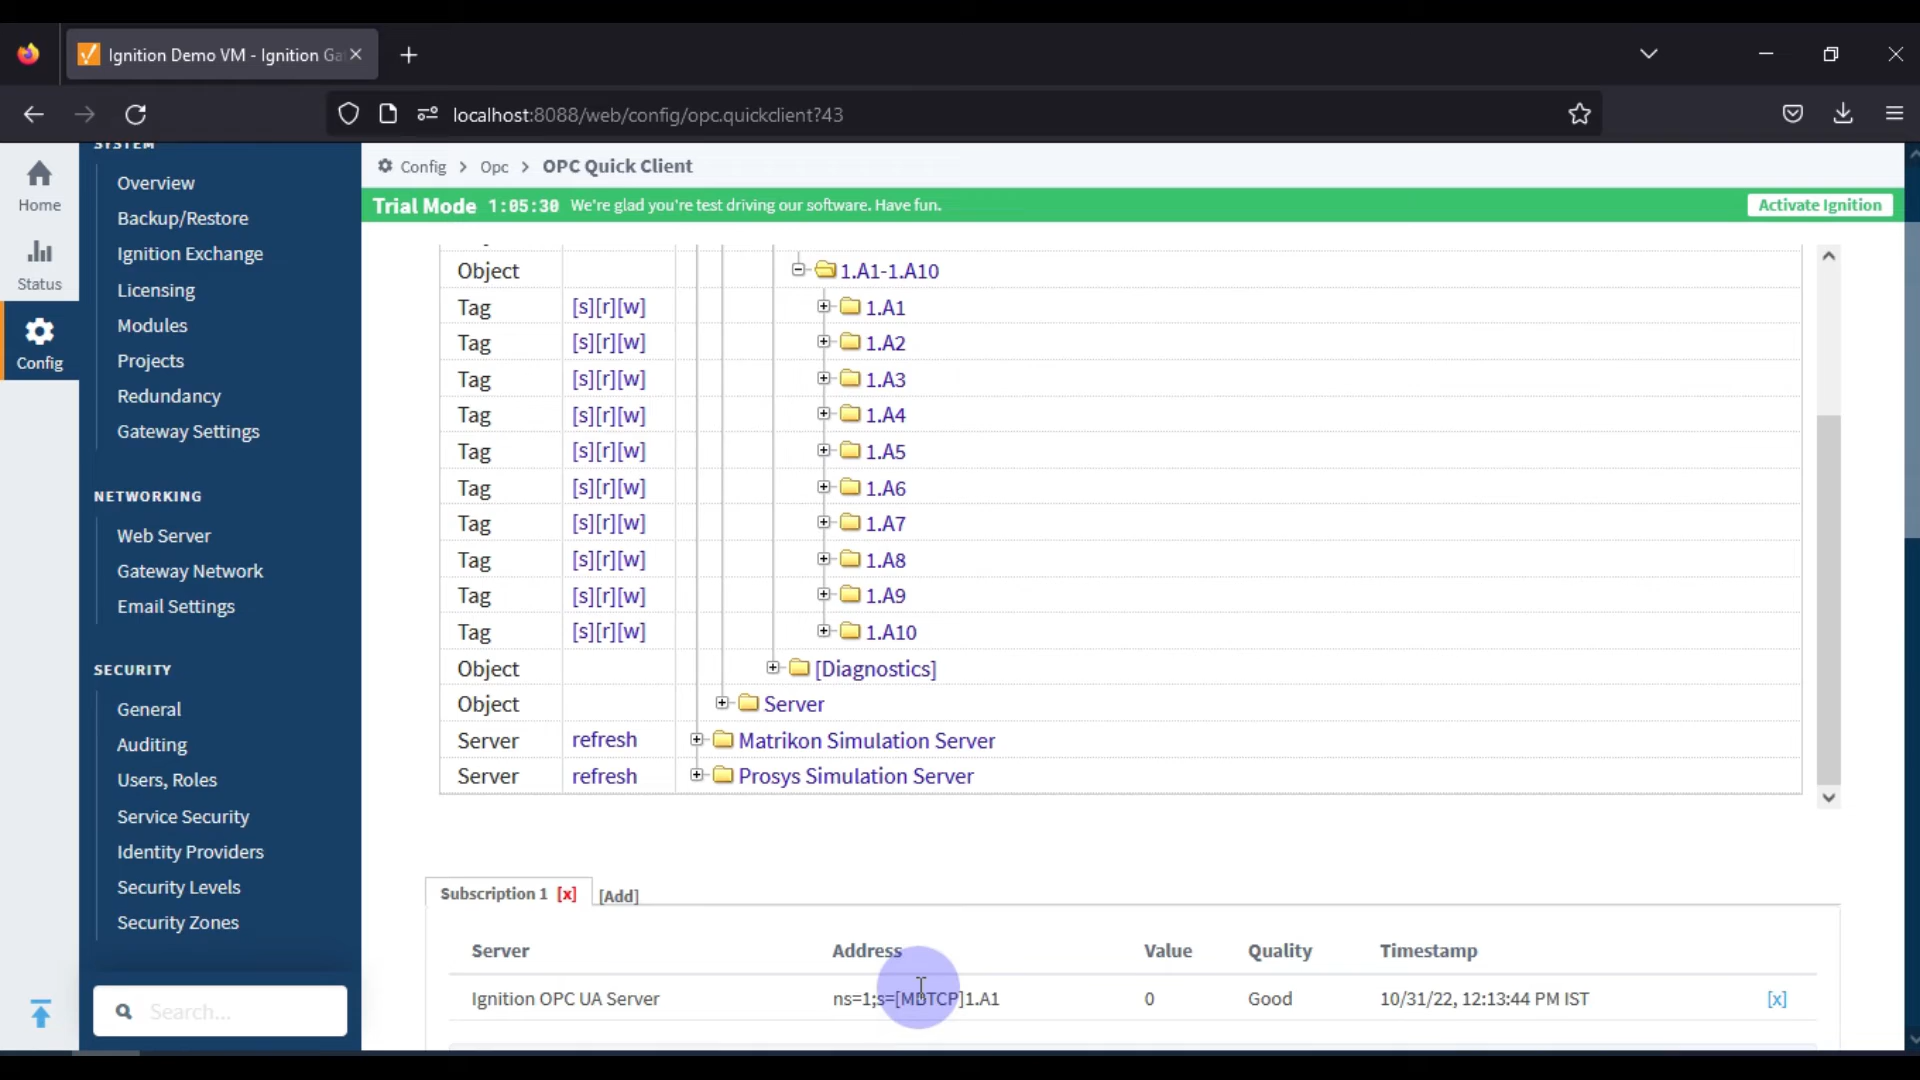 Ignition Demo VM - Ignition Ga
localhost:8088/web/config/opc.quickclient?43
Home
Status
Config
SYSTEM
Overview
Backup/Restore
Ignition Exchange
Licensing
Modules
Projects
Redundancy
Gateway Settings
NETWORKING
Web Server
Gateway Network
Email Settings
SECURITY
General
Auditing
Users, Roles
Service Security
Identity Providers
Security Levels
Security Zones
Search...
Config > Opc > OPC Quick Client
Trial Mode 1:05:30 We're glad you're test driving our software. Have fun. Activate Ignition
Object 1.A1-1.A10
Tag [s][r][w] 1.A1
Tag [s][r][w] 1.A2
Tag [s][r][w] 1.A3
Tag [s][r][w] 1.A4
Tag [s][r][w] 1.A5
Tag [s][r][w] 1.A6
Tag [s][r][w] 1.A7
Tag [s][r][w] 1.A8
Tag [s][r][w] 1.A9
Tag [s][r][w] 1.A10
Object [Diagnostics]
Object Server
Server refresh Matrikon Simulation Server
Server refresh Prosys Simulation Server
Subscription 1 [x] [Add]
Server Address Value Quality Timestamp
Ignition OPC UA Server ns=1;s=[MBTCP]1.A1 0 Good 10/31/22, 12:13:44 PM IST [x]